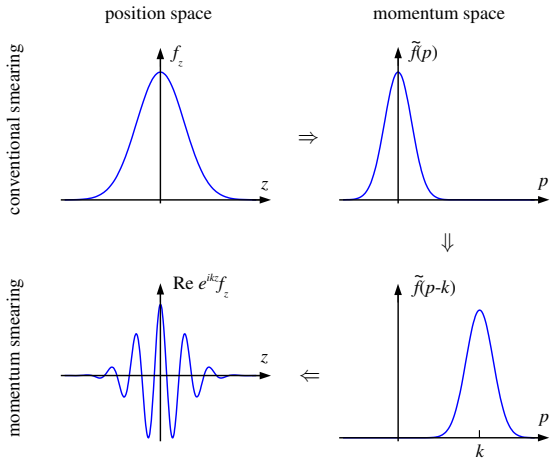 position space
momentum space
conventional smearing
f_z
z
⇒
f̃(p)
p
⇓
momentum smearing
Re e^{ikz}f_z
z
⇐
f̃(p-k)
p
k